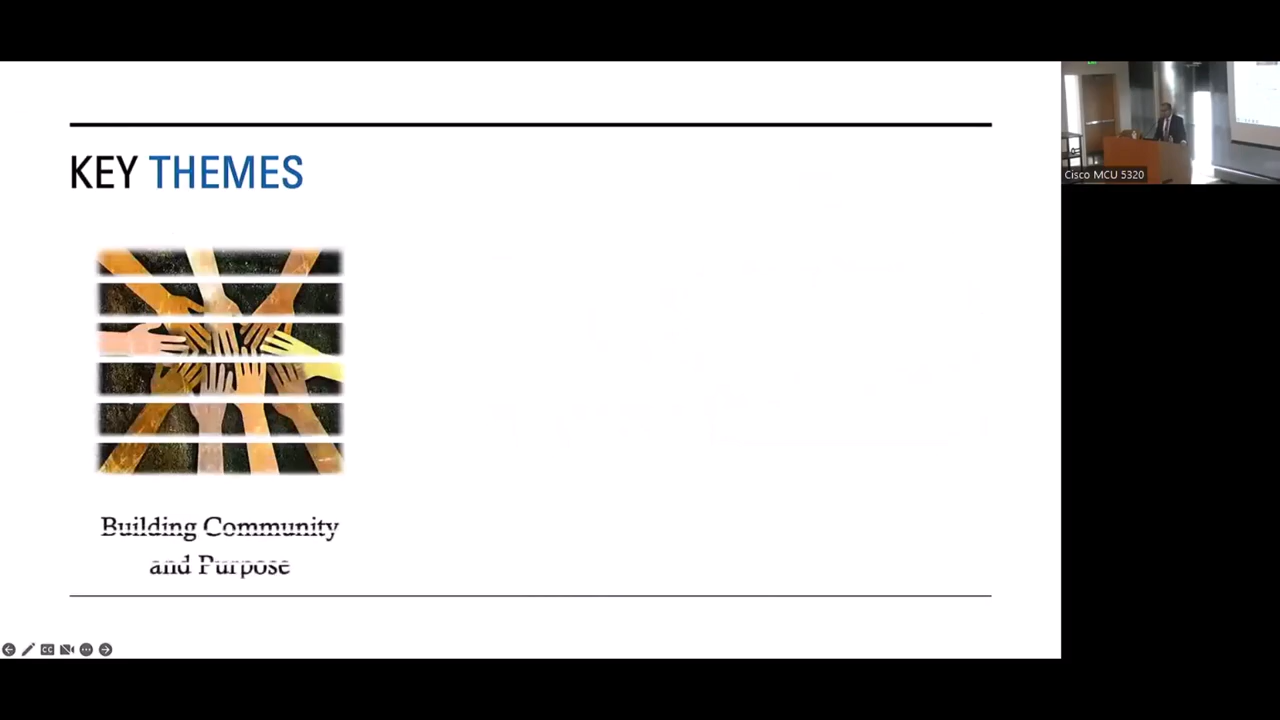 KEY THEMES
Building Community
and Purpose
Cisco MCU 5320